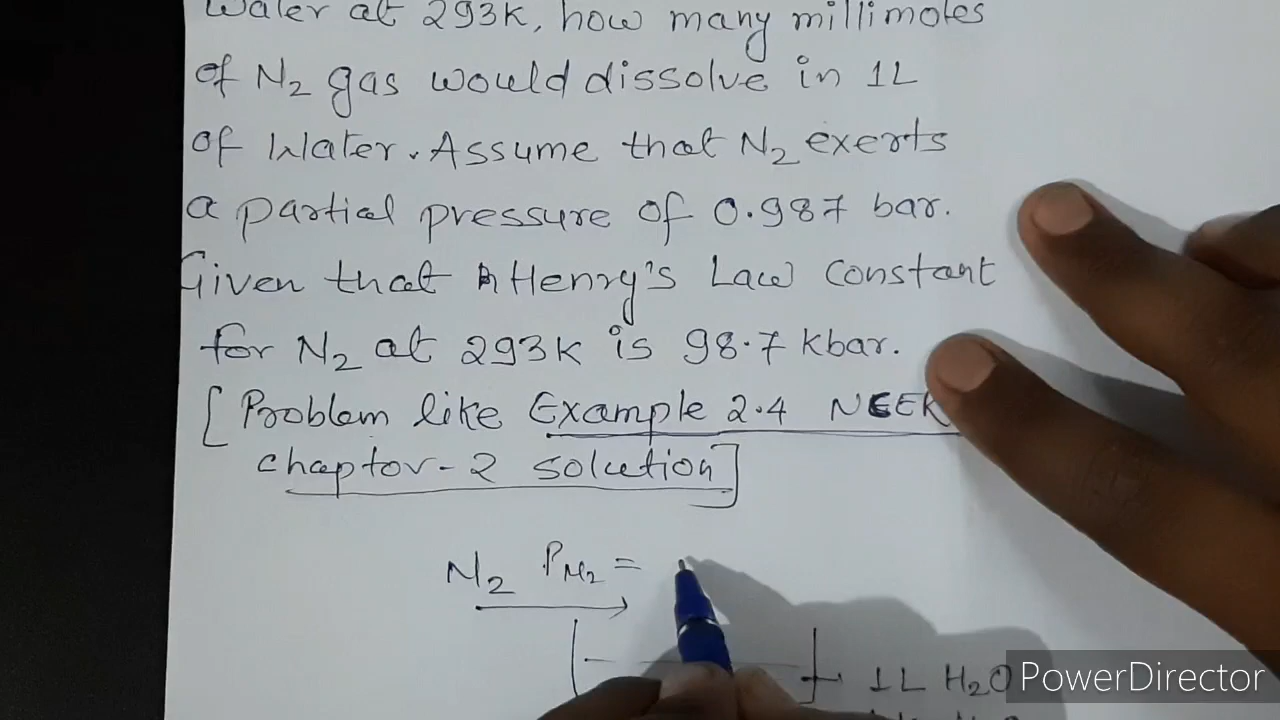 Water at 293K, how many millimoles
of N₂ gas would dissolve in 1L
of Water. Assume that N₂ exerts
a partial pressure of 0.987 bar.
Given that Henry's Law constant
for N₂ at 293K is 98.7 kbar.
[Problem like Example 2.4
chapter-2 solution]
N₂ P_N₂ =
1L H₂O
PowerDirector